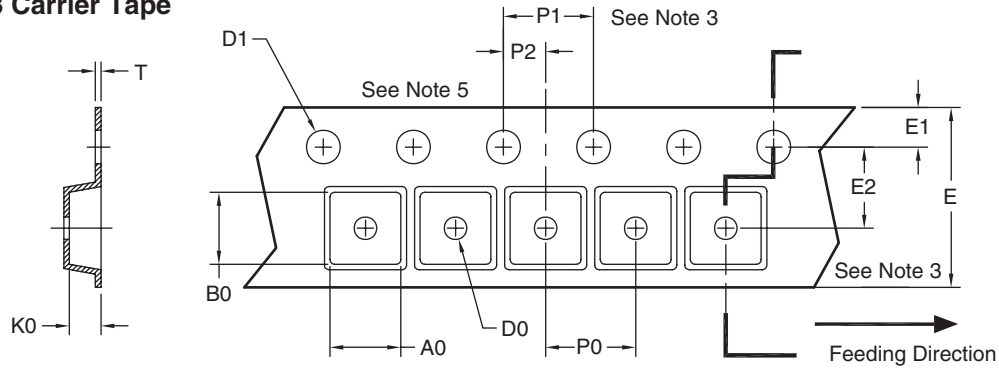 Carrier Tape
P1
See Note 3
D1
P2
T
See Note 5
E1
E2
E
See Note 3
B0
K0
D0
A0
P0
Feeding Direction